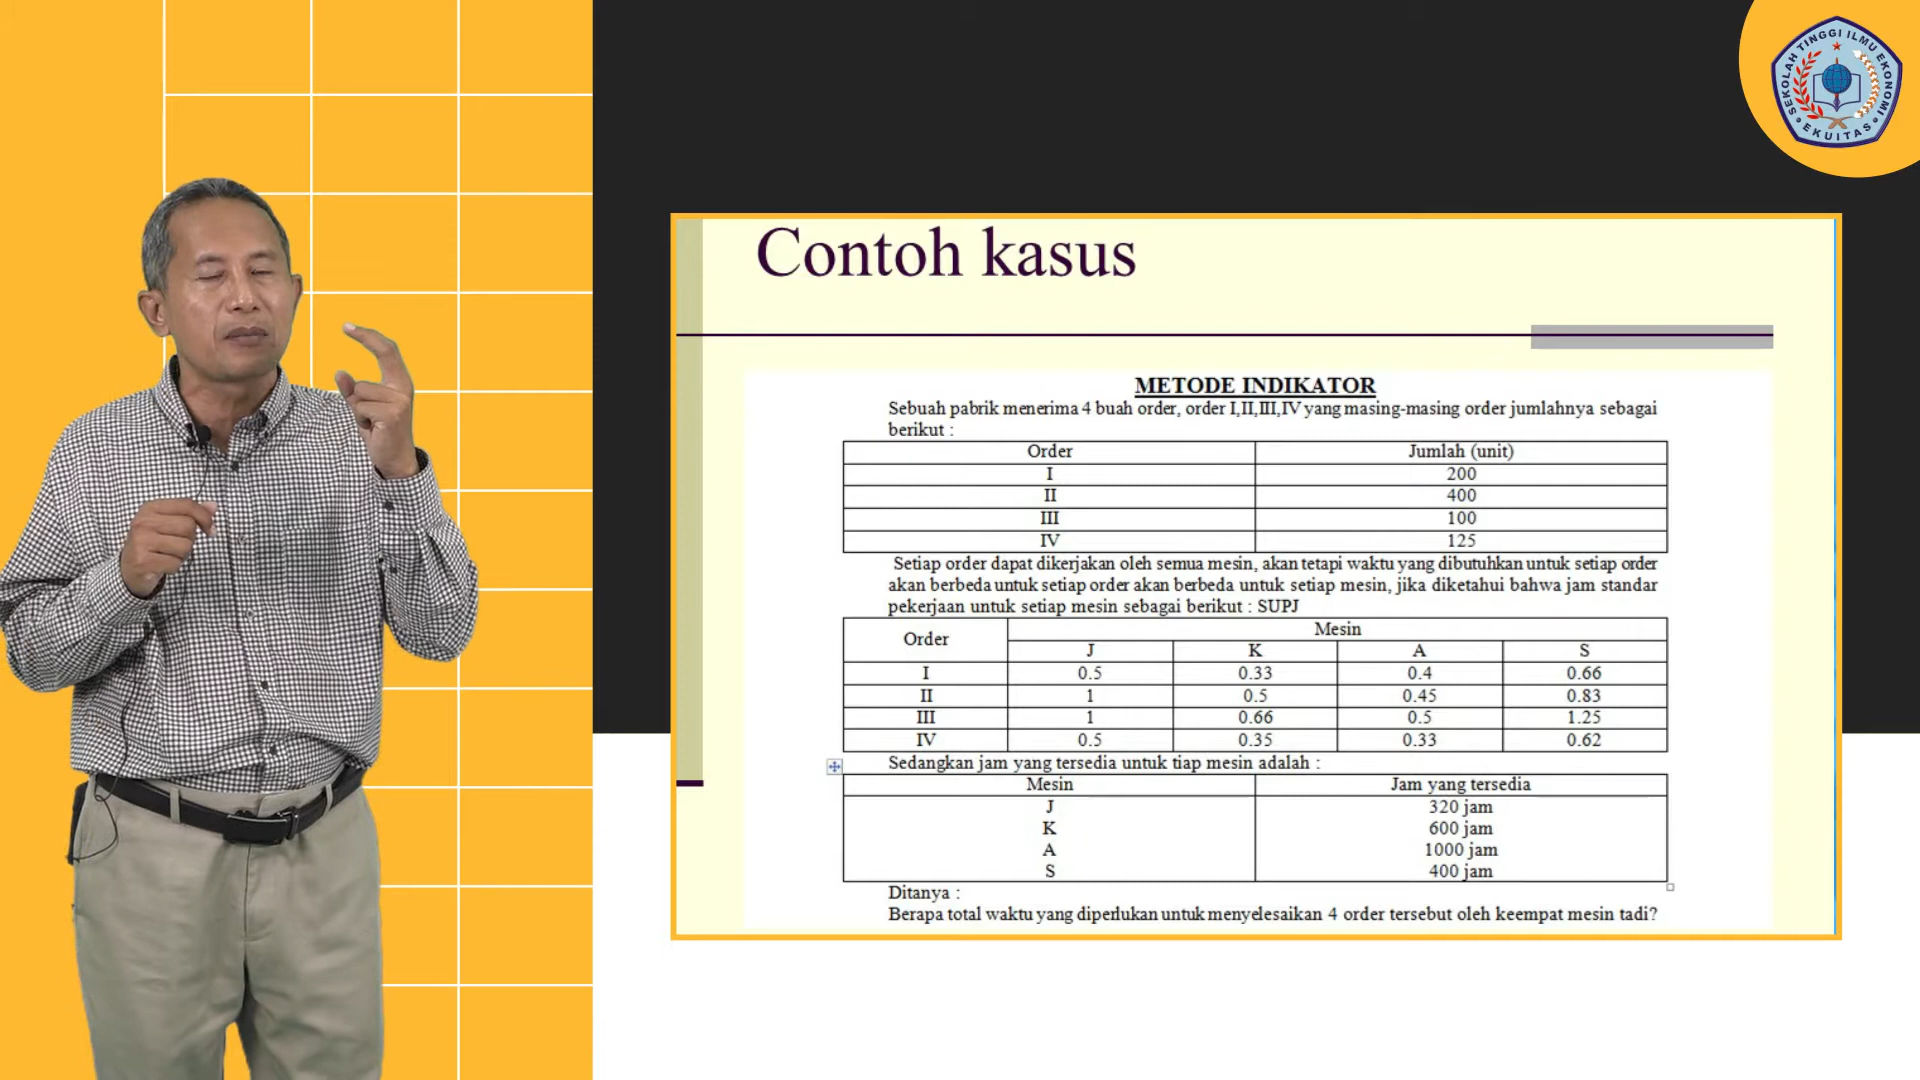 SEKOLAH TINGGI ILMU EKONOMI
EKUITAS
Contoh kasus
METODE INDIKATOR
Sebuah pabrik menerima 4 buah order, order I,II,III,IV yang masing-masing order jumlahnya sebagai
berikut :
Order Jumlah (unit)
I 200
II 400
III 100
IV 125
Setiap order dapat dikerjakan oleh semua mesin, akan tetapi waktu yang dibutuhkan untuk setiap order
akan berbeda untuk setiap order akan berbeda untuk setiap mesin, jika diketahui bahwa jam standar
pekerjaan untuk setiap mesin sebagai berikut : SUPJ
Order Mesin
J K A S
I 0.5 0.33 0.4 0.66
II 1 0.5 0.45 0.83
III 1 0.66 0.5 1.25
IV 0.5 0.35 0.33 0.62
Sedangkan jam yang tersedia untuk tiap mesin adalah :
Mesin Jam yang tersedia
J 320 jam
K 600 jam
A 1000 jam
S 400 jam
Ditanya :
Berapa total waktu yang diperlukan untuk menyelesaikan 4 order tersebut oleh keempat mesin tadi?